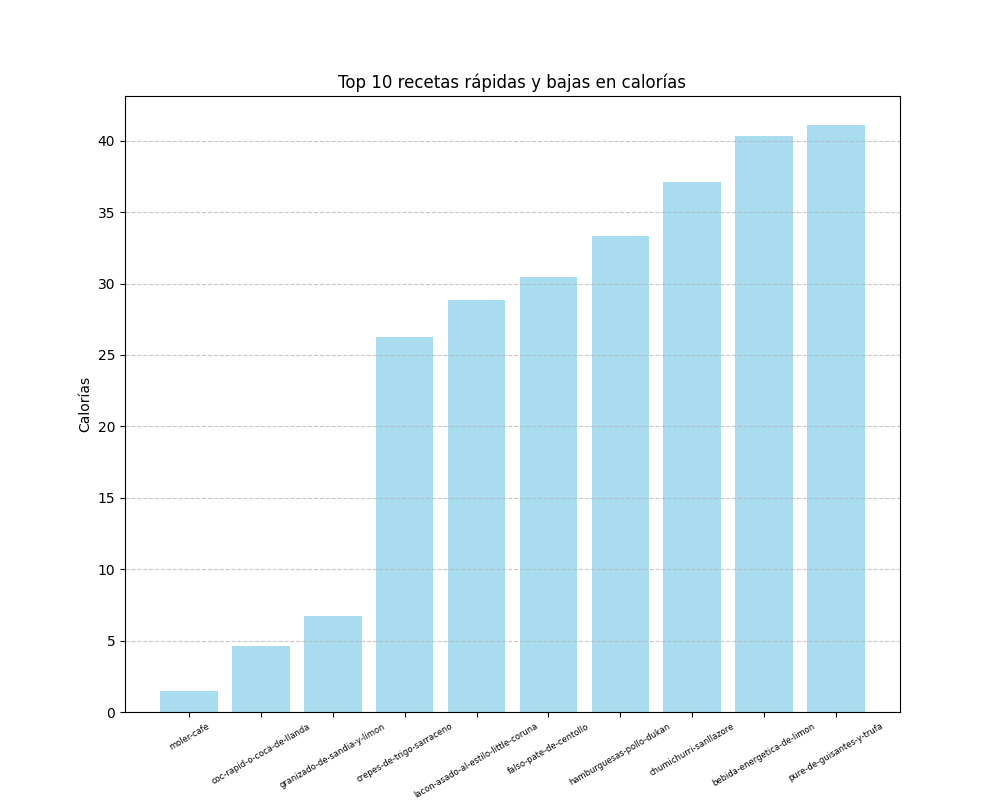 Top 10 recetas rápidas y bajas en calorías
Calorías
40
35
30
25
20
15
10
5
0
moler-cafe
coc-rapid-o-coca-de-llanda
granizado-de-sandia-y-limon
crepes-de-trigo-sarraceno
lacon-asado-al-estilo-little-coruna
falso-pate-de-centollo
hamburguesas-pollo-dukan
chumichurri-sanllazore
bebida-energetica-de-limon
pure-de-guisantes-y-trufa